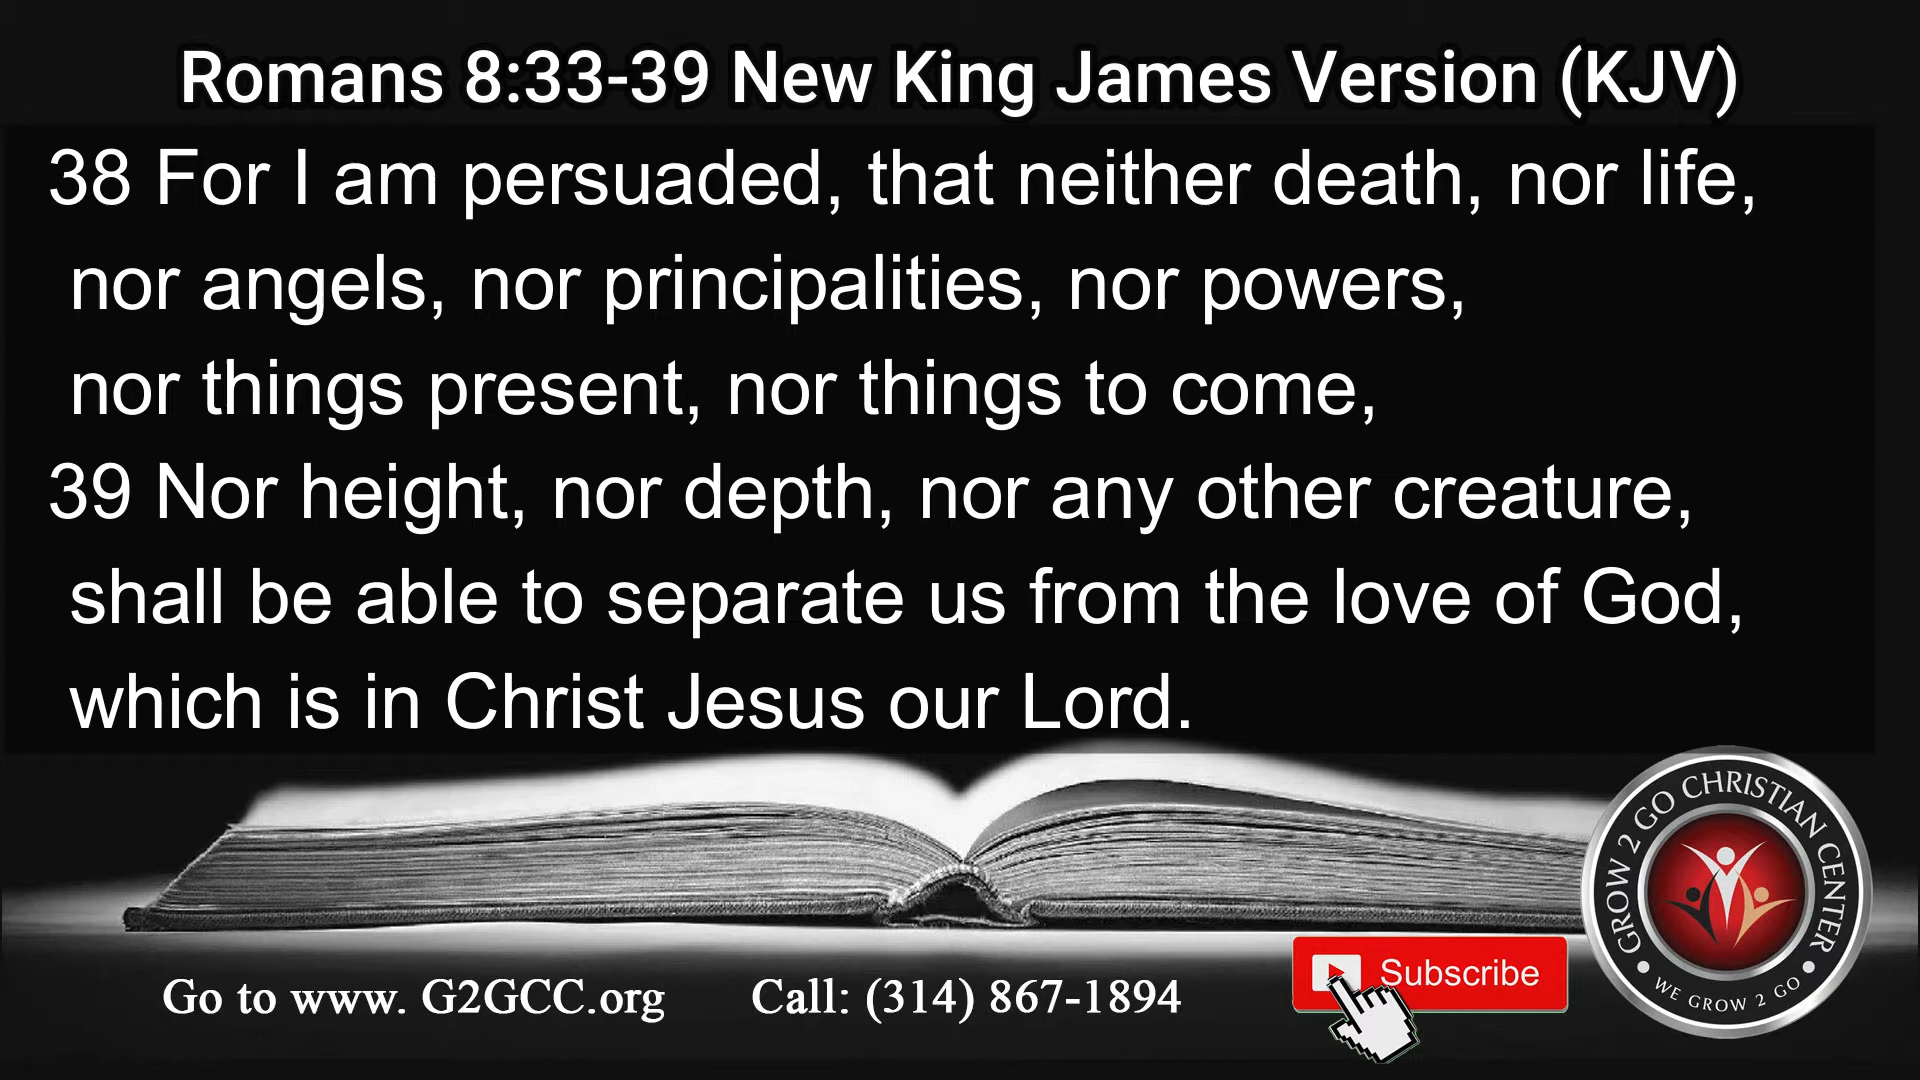 Romans 8:33-39 New King James Version (KJV)
38 For I am persuaded, that neither death, nor life,
nor angels, nor principalities, nor powers,
nor things present, nor things to come,
39 Nor height, nor depth, nor any other creature,
shall be able to separate us from the love of God,
which is in Christ Jesus our Lord.
GROW 2 GO CHRISTIAN CENTER
WE GROW 2 GO
Go to www. G2GCC.org
Call: (314) 867-1894
Subscribe